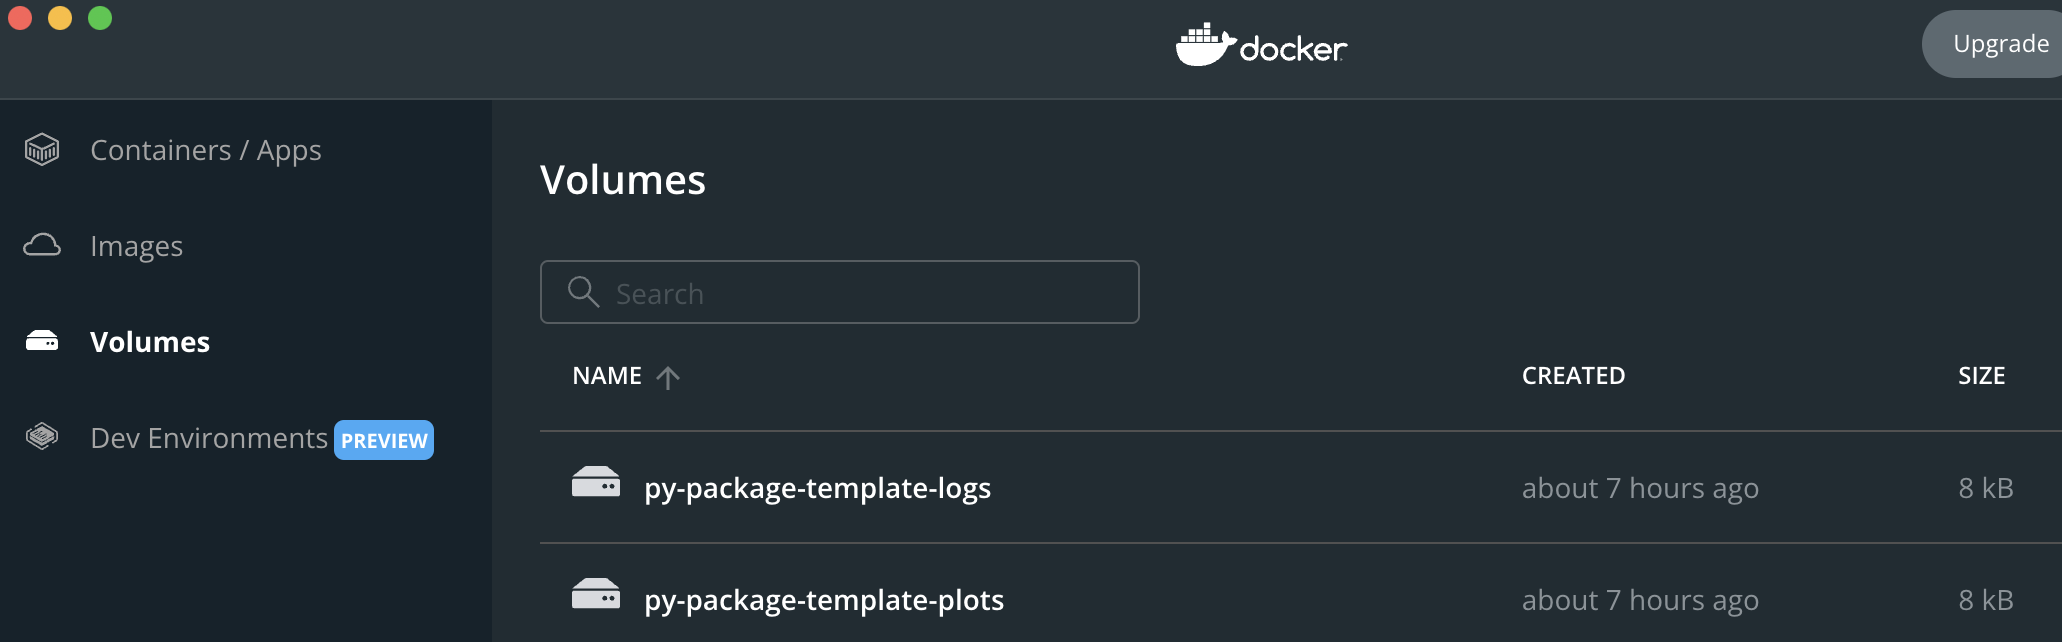 docker
Upgrade
Containers / Apps
Images
Volumes
Dev Environments PREVIEW
Volumes
Search
NAME CREATED SIZE
py-package-template-logs about 7 hours ago 8 kB
py-package-template-plots about 7 hours ago 8 kB